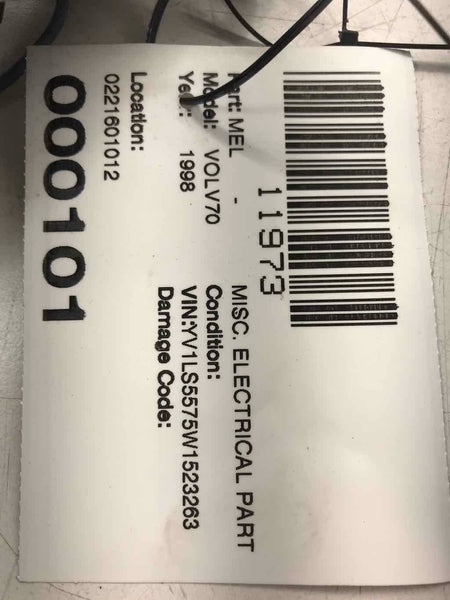 11973
Part: MEL - MISC. ELECTRICAL PART
Model: VOLV70 Condition:
Year: 1998 VIN:YV1LS5575W1523263
Damage Code:
Location:
0221601012
000101